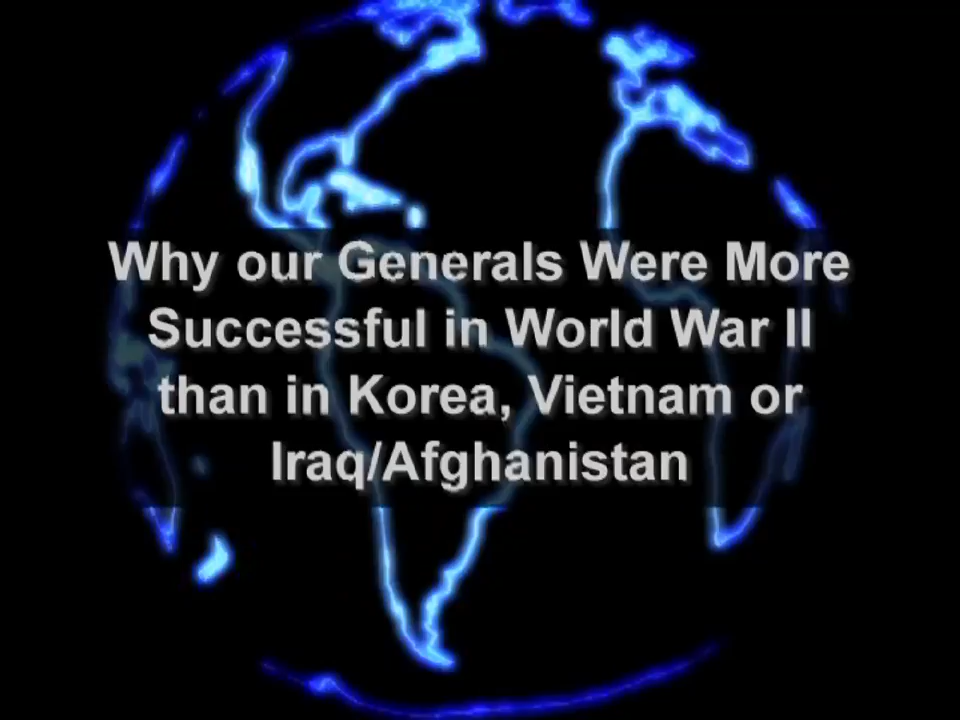 Why our Generals Were More
Successful in World War II
than in Korea, Vietnam or
Iraq/Afghanistan